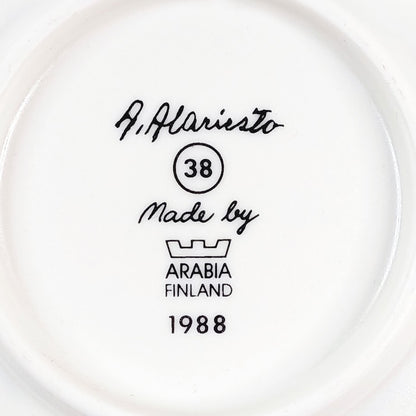 A. Alariesto
38
Made by
ARABIA
FINLAND
1988